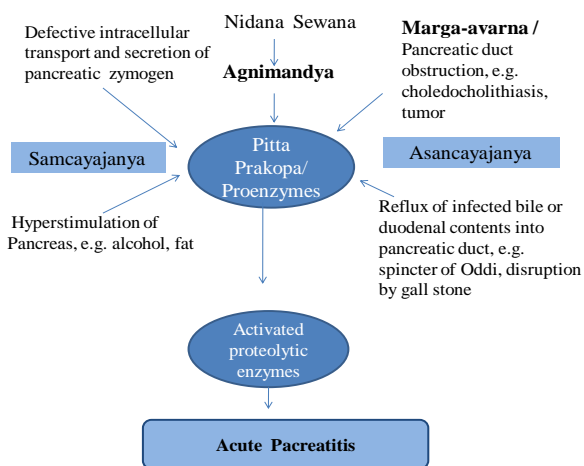 Defective intracellular
transport and secretion of
pancreatic zymogen
Nidana Sewana
Agnimandya
Marga-avarna /
Pancreatic duct
obstruction, e.g.
choledocholithiasis,
tumor
Samcayajanya
Pitta
Prakopa/
Proenzymes
Asancayajanya
Hyperstimulation of
Pancreas, e.g. alcohol, fat
Reflux of infected bile or
duodenal contents into
pancreatic duct, e.g.
spincter of Oddi, disruption
by gall stone
Activated
proteolytic
enzymes
Acute Pacreatitis